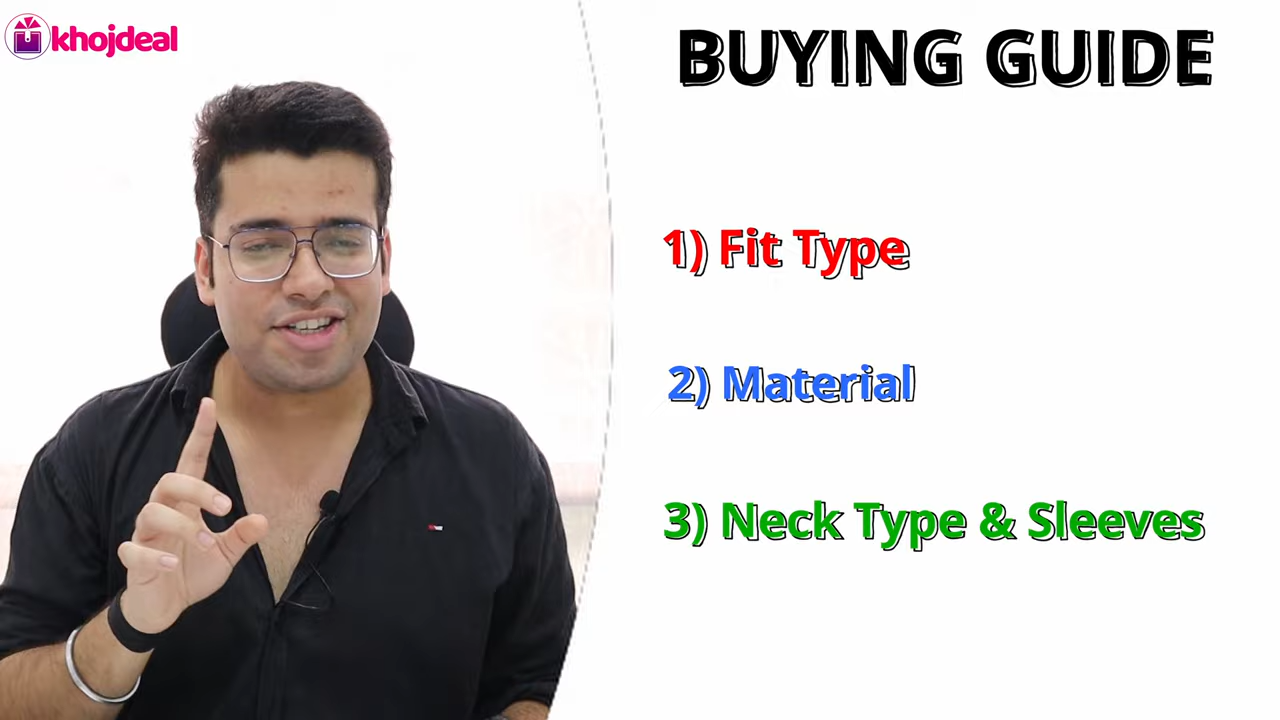 khojdeal
BUYING GUIDE
1) Fit Type
2) Material
3) Neck Type & Sleeves